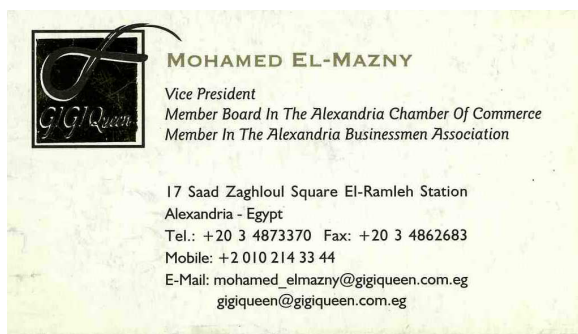 GIGIQueen
MOHAMED EL-MAZNY
Vice President
Member Board In The Alexandria Chamber Of Commerce
Member In The Alexandria Businessmen Association
17 Saad Zaghloul Square El-Ramleh Station
Alexandria - Egypt
Tel.: +20 3 4873370 Fax: +20 3 4862683
Mobile: +2 010 214 33 44
E-Mail: mohamed_elmazny@gigiqueen.com.eg
gigiqueen@gigiqueen.com.eg